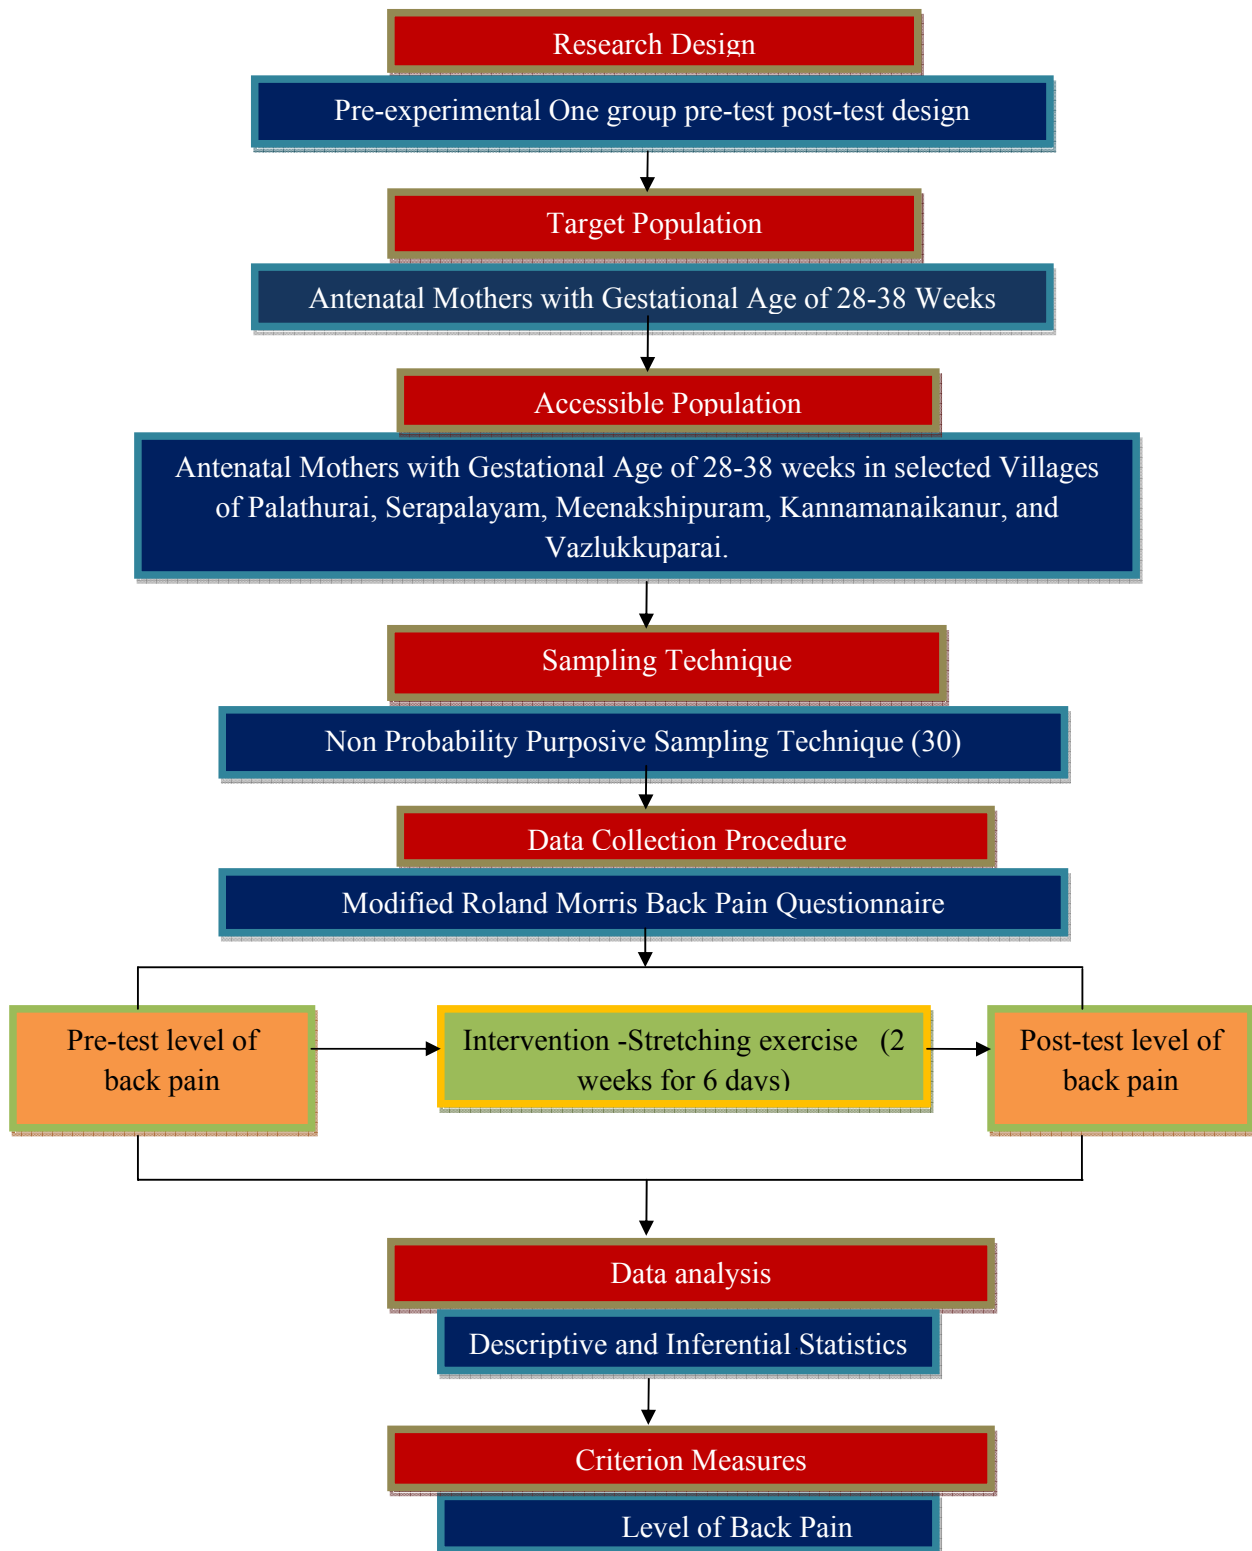 Research Design
Pre-experimental One group pre-test post-test design
Target Population
Antenatal Mothers with Gestational Age of 28-38 Weeks
Accessible Population
Antenatal Mothers with Gestational Age of 28-38 weeks in selected Villages
of Palathurai, Serapalayam, Meenakshipuram, Kannamanaikanur, and
Vazlukkuparai.
Sampling Technique
Non Probability Purposive Sampling Technique (30)
Data Collection Procedure
Modified Roland Morris Back Pain Questionnaire
Pre-test level of
back pain
Intervention -Stretching exercise (2
weeks for 6 days)
Post-test level of
back pain
Data analysis
Descriptive and Inferential Statistics
Criterion Measures
Level of Back Pain